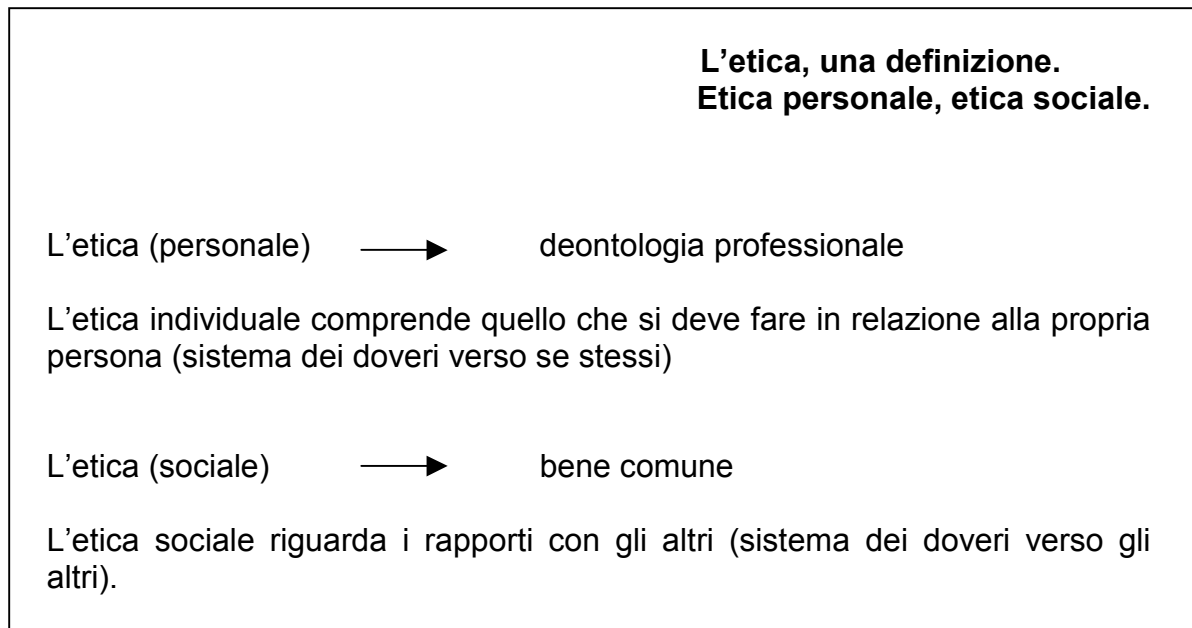 L’etica, una definizione.
Etica personale, etica sociale.
L’etica (personale) → deontologia professionale
L’etica individuale comprende quello che si deve fare in relazione alla propria
persona (sistema dei doveri verso se stessi)
L’etica (sociale) → bene comune
L’etica sociale riguarda i rapporti con gli altri (sistema dei doveri verso gli
altri).